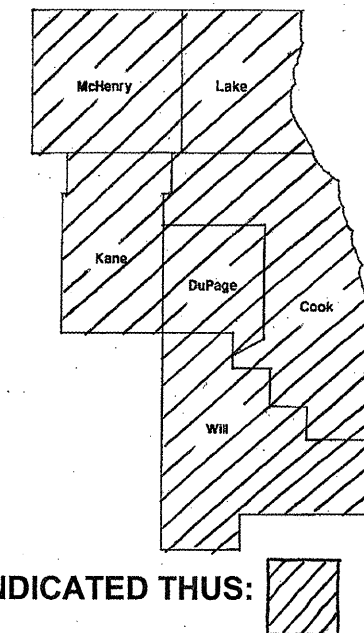 McHenry Lake
Kane
DuPage
Cook
Will
NDICATED THUS: